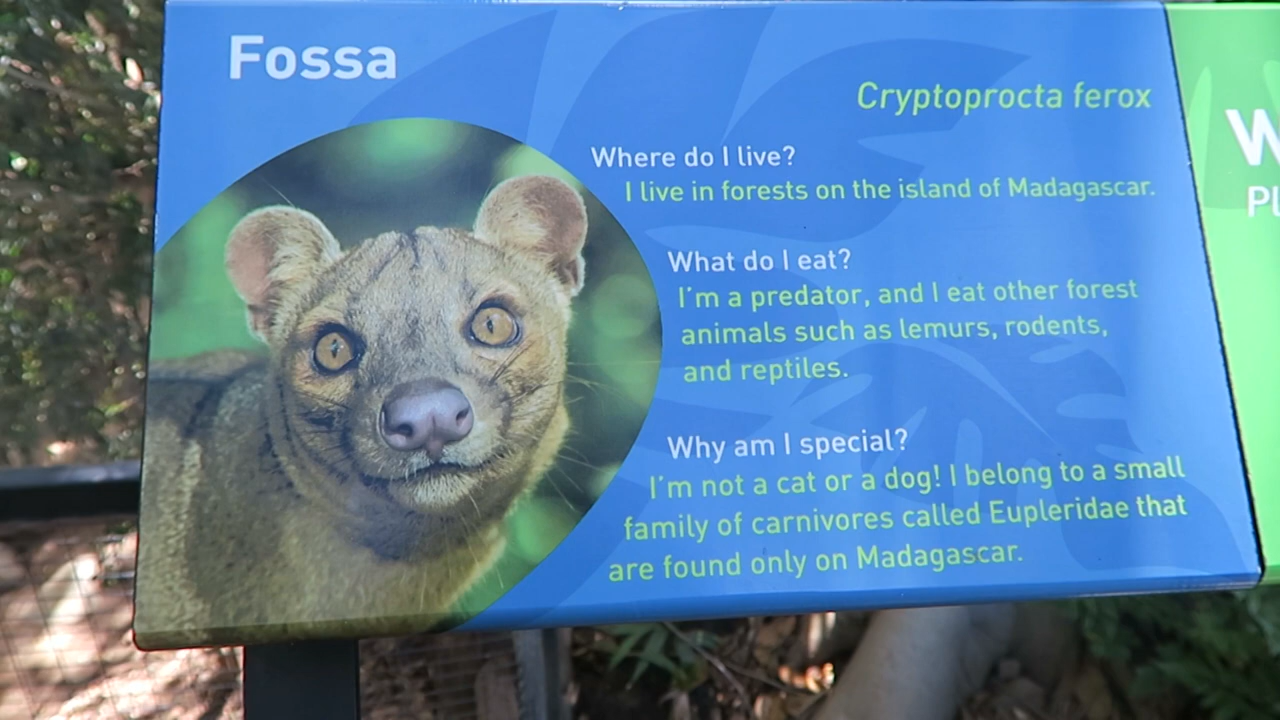 Fossa
Cryptoprocta ferox
Where do I live?
I live in forests on the island of Madagascar.
What do I eat?
I'm a predator, and I eat other forest
animals such as lemurs, rodents,
and reptiles.
Why am I special?
I'm not a cat or a dog! I belong to a small
family of carnivores called Eupleridae that
are found only on Madagascar.